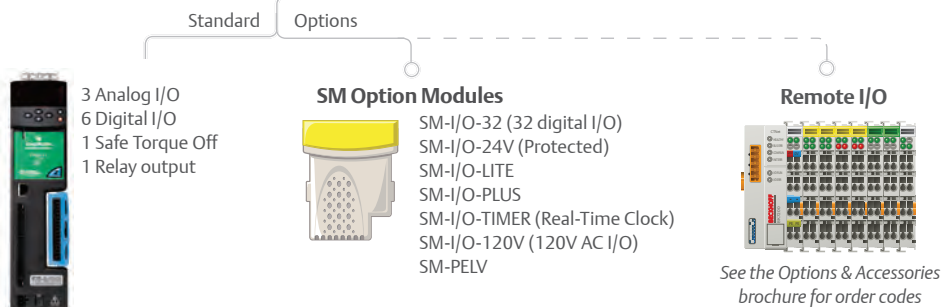 Standard
Options
3 Analog I/O
6 Digital I/O
1 Safe Torque Off
1 Relay output
SM Option Modules
SM-I/O-32 (32 digital I/O)
SM-I/O-24V (Protected)
SM-I/O-LITE
SM-I/O-PLUS
SM-I/O-TIMER (Real-Time Clock)
SM-I/O-120V (120V AC I/O)
SM-PELV
Remote I/O
BECKHOFF
See the Options & Accessories
brochure for order codes